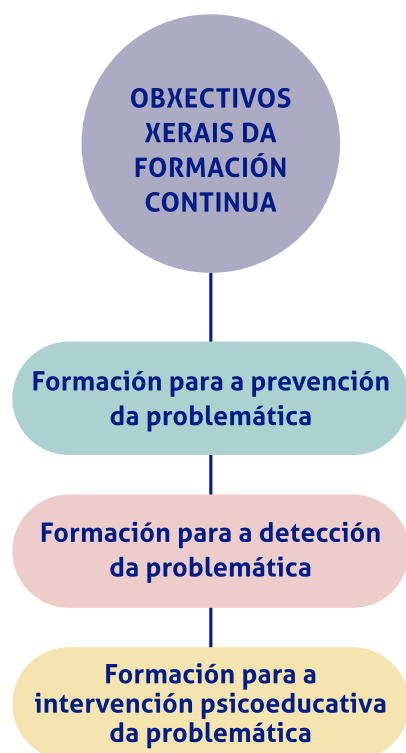 OBXECTIVOS
XERAIS DA
FORMACIÓN
CONTINUA
Formación para a prevención
da problemática
Formación para a detección
da problemática
Formación para a
intervención psicoeducativa
da problemática